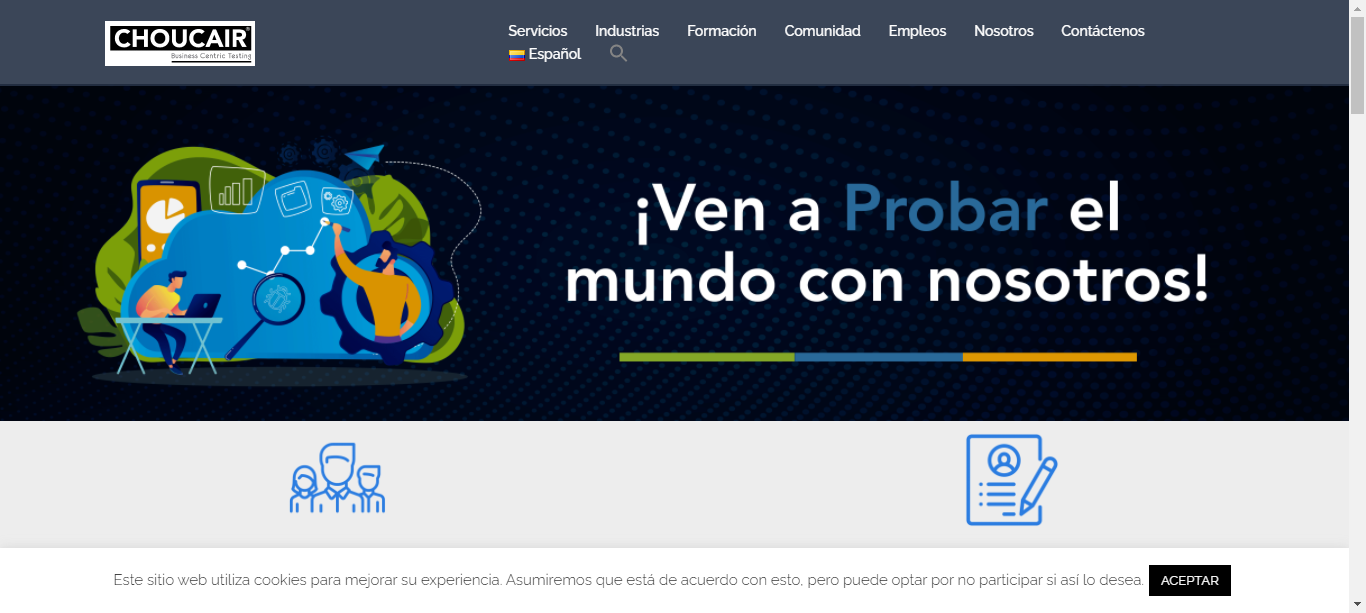 CHOUCAIR
Business Centric Testing
Servicios Industrias Formación Comunidad Empleos Nosotros Contáctenos
Español
¡Ven a Probar el
mundo con nosotros!
Este sitio web utiliza cookies para mejorar su experiencia. Asumiremos que está de acuerdo con esto, pero puede optar por no participar si así lo desea. ACEPTAR